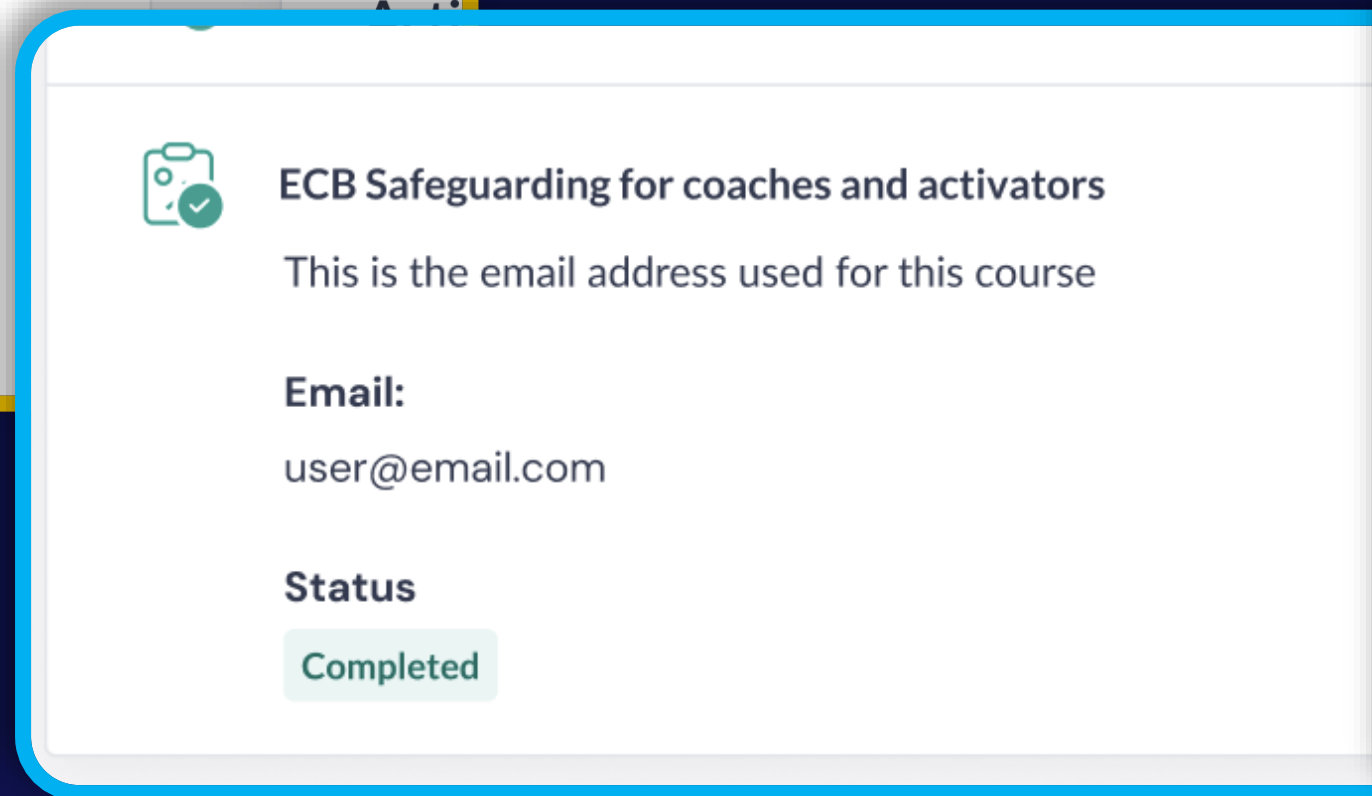 ECB Safeguarding for coaches and activators
This is the email address used for this course
Email:
user@email.com
Status
Completed